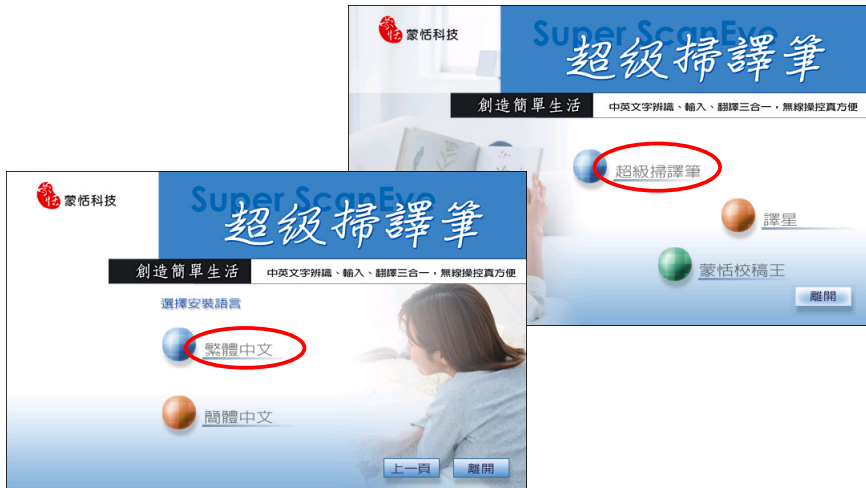 蒙恬科技
Super ScanEye
超級掃譯筆
創造簡單生活
中英文字辨識、輸入、翻譯三合一，無線操控真方便
超級掃譯筆
譯星
蒙恬校稿王
離開
蒙恬
蒙恬科技
Super ScanEye
超級掃譯筆
創造簡單生活
中英文字辨識、輸入、翻譯三合一，無線操控真方便
選擇安裝語言
繁體中文
簡體中文
上一頁
離開